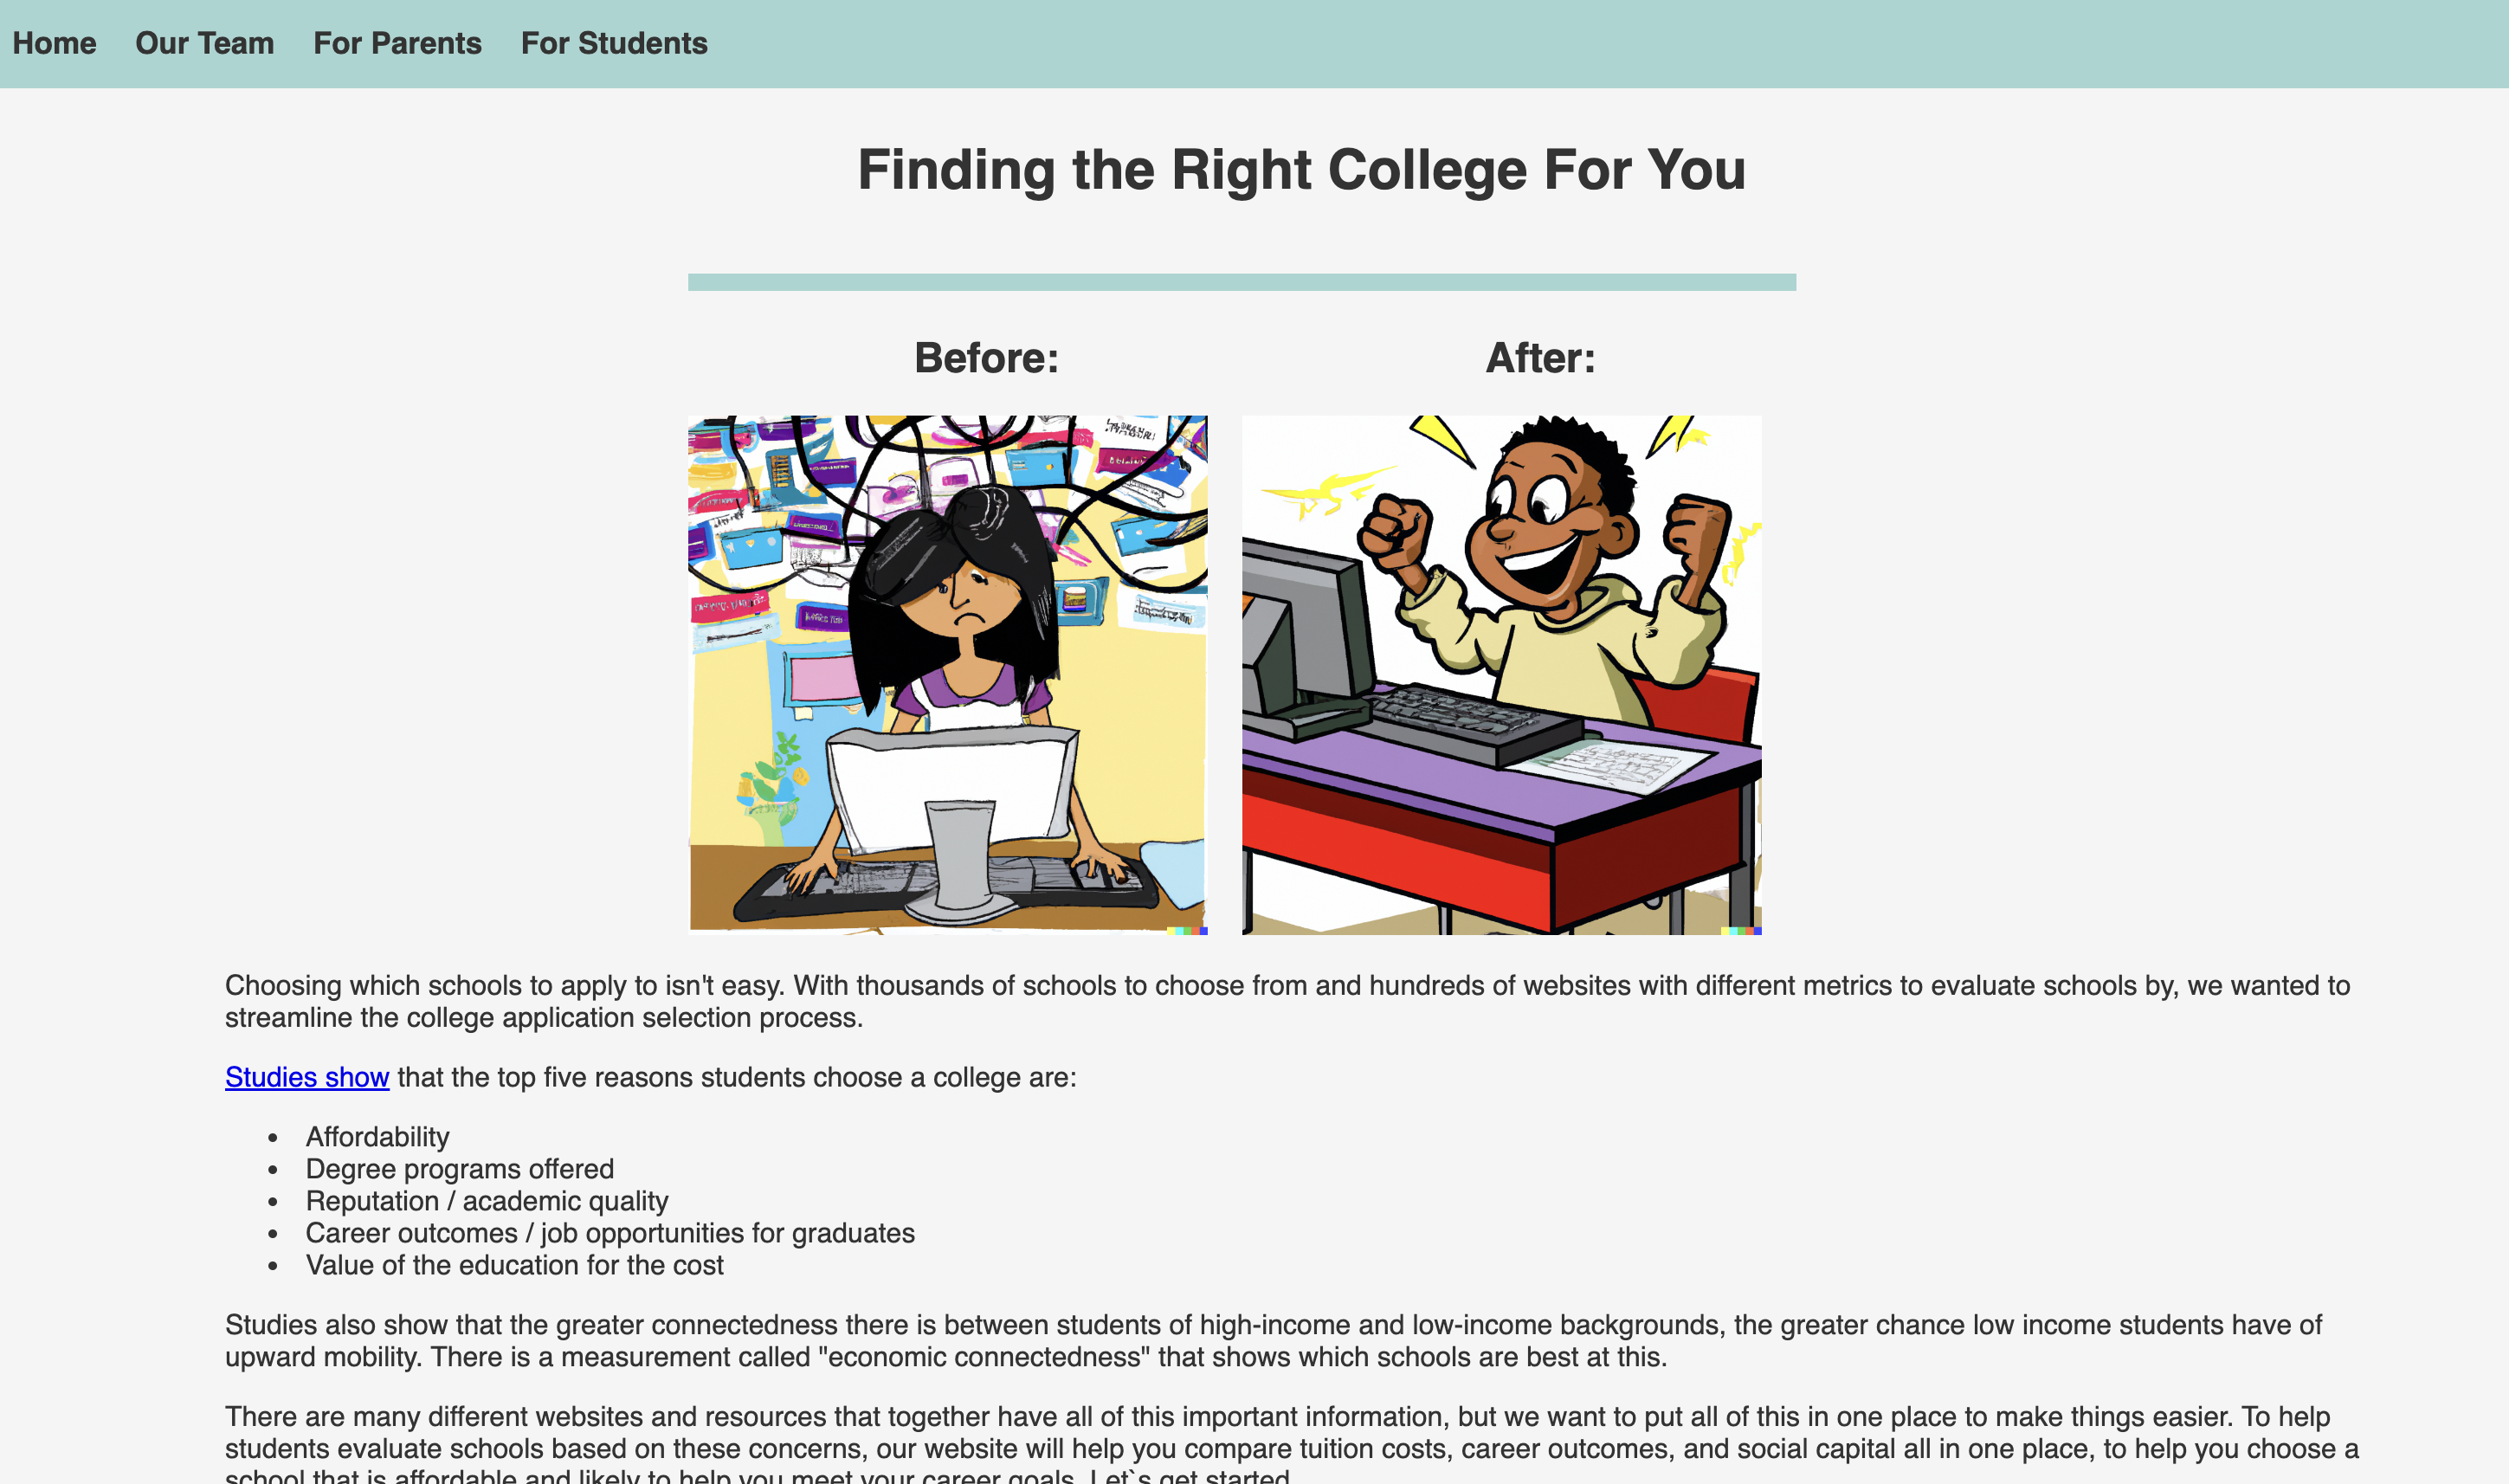 Home Our Team For Parents For Students
Finding the Right College For You
Before: After:
Choosing which schools to apply to isn't easy. With thousands of schools to choose from and hundreds of websites with different metrics to evaluate schools by, we wanted to
streamline the college application selection process.
Studies show that the top five reasons students choose a college are:
• Affordability
• Degree programs offered
• Reputation / academic quality
• Career outcomes / job opportunities for graduates
• Value of the education for the cost
Studies also show that the greater connectedness there is between students of high-income and low-income backgrounds, the greater chance low income students have of
upward mobility. There is a measurement called "economic connectedness" that shows which schools are best at this.
There are many different websites and resources that together have all of this important information, but we want to put all of this in one place to make things easier. To help
students evaluate schools based on these concerns, our website will help you compare tuition costs, career outcomes, and social capital all in one place, to help you choose a
school that is affordable and likely to help you meet your career goals. Let`s get started